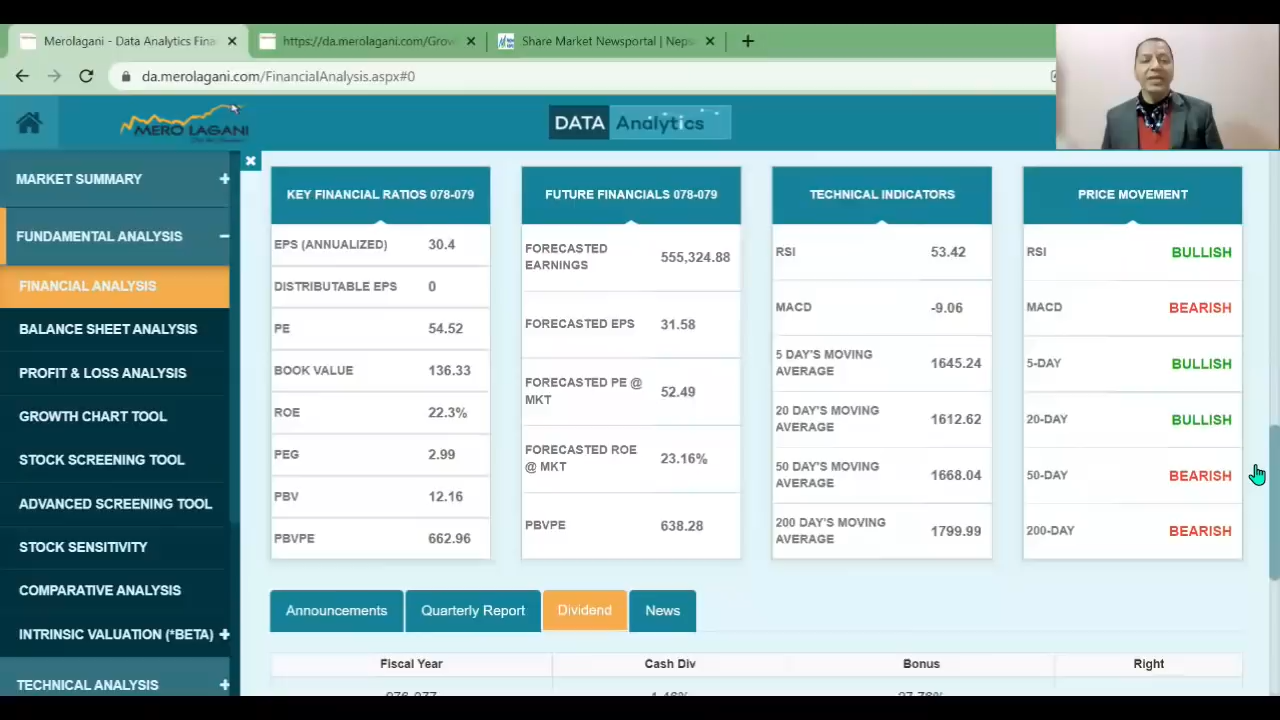 Merolagani - Data Analytics Fina
https://da.merolagani.com/Grow
Share Market Newsportal | Neps
da.merolagani.com/FinancialAnalysis.aspx#0
MERO LAGANI
DATA Analytics
MARKET SUMMARY
FUNDAMENTAL ANALYSIS
FINANCIAL ANALYSIS
BALANCE SHEET ANALYSIS
PROFIT & LOSS ANALYSIS
GROWTH CHART TOOL
STOCK SCREENING TOOL
ADVANCED SCREENING TOOL
STOCK SENSITIVITY
COMPARATIVE ANALYSIS
INTRINSIC VALUATION (*BETA)
TECHNICAL ANALYSIS
KEY FINANCIAL RATIOS 078-079
EPS (ANNUALIZED) 30.4
DISTRIBUTABLE EPS 0
PE 54.52
BOOK VALUE 136.33
ROE 22.3%
PEG 2.99
PBV 12.16
PBVPE 662.96
FUTURE FINANCIALS 078-079
FORECASTED
EARNINGS 555,324.88
FORECASTED EPS 31.58
FORECASTED PE @
MKT 52.49
FORECASTED ROE
@ MKT 23.16%
PBVPE 638.28
TECHNICAL INDICATORS
RSI 53.42
MACD -9.06
5 DAY'S MOVING
AVERAGE 1645.24
20 DAY'S MOVING
AVERAGE 1612.62
50 DAY'S MOVING
AVERAGE 1668.04
200 DAY'S MOVING
AVERAGE 1799.99
PRICE MOVEMENT
RSI BULLISH
MACD BEARISH
5-DAY BULLISH
20-DAY BULLISH
50-DAY BEARISH
200-DAY BEARISH
Announcements Quarterly Report Dividend News
Fiscal Year Cash Div Bonus Right